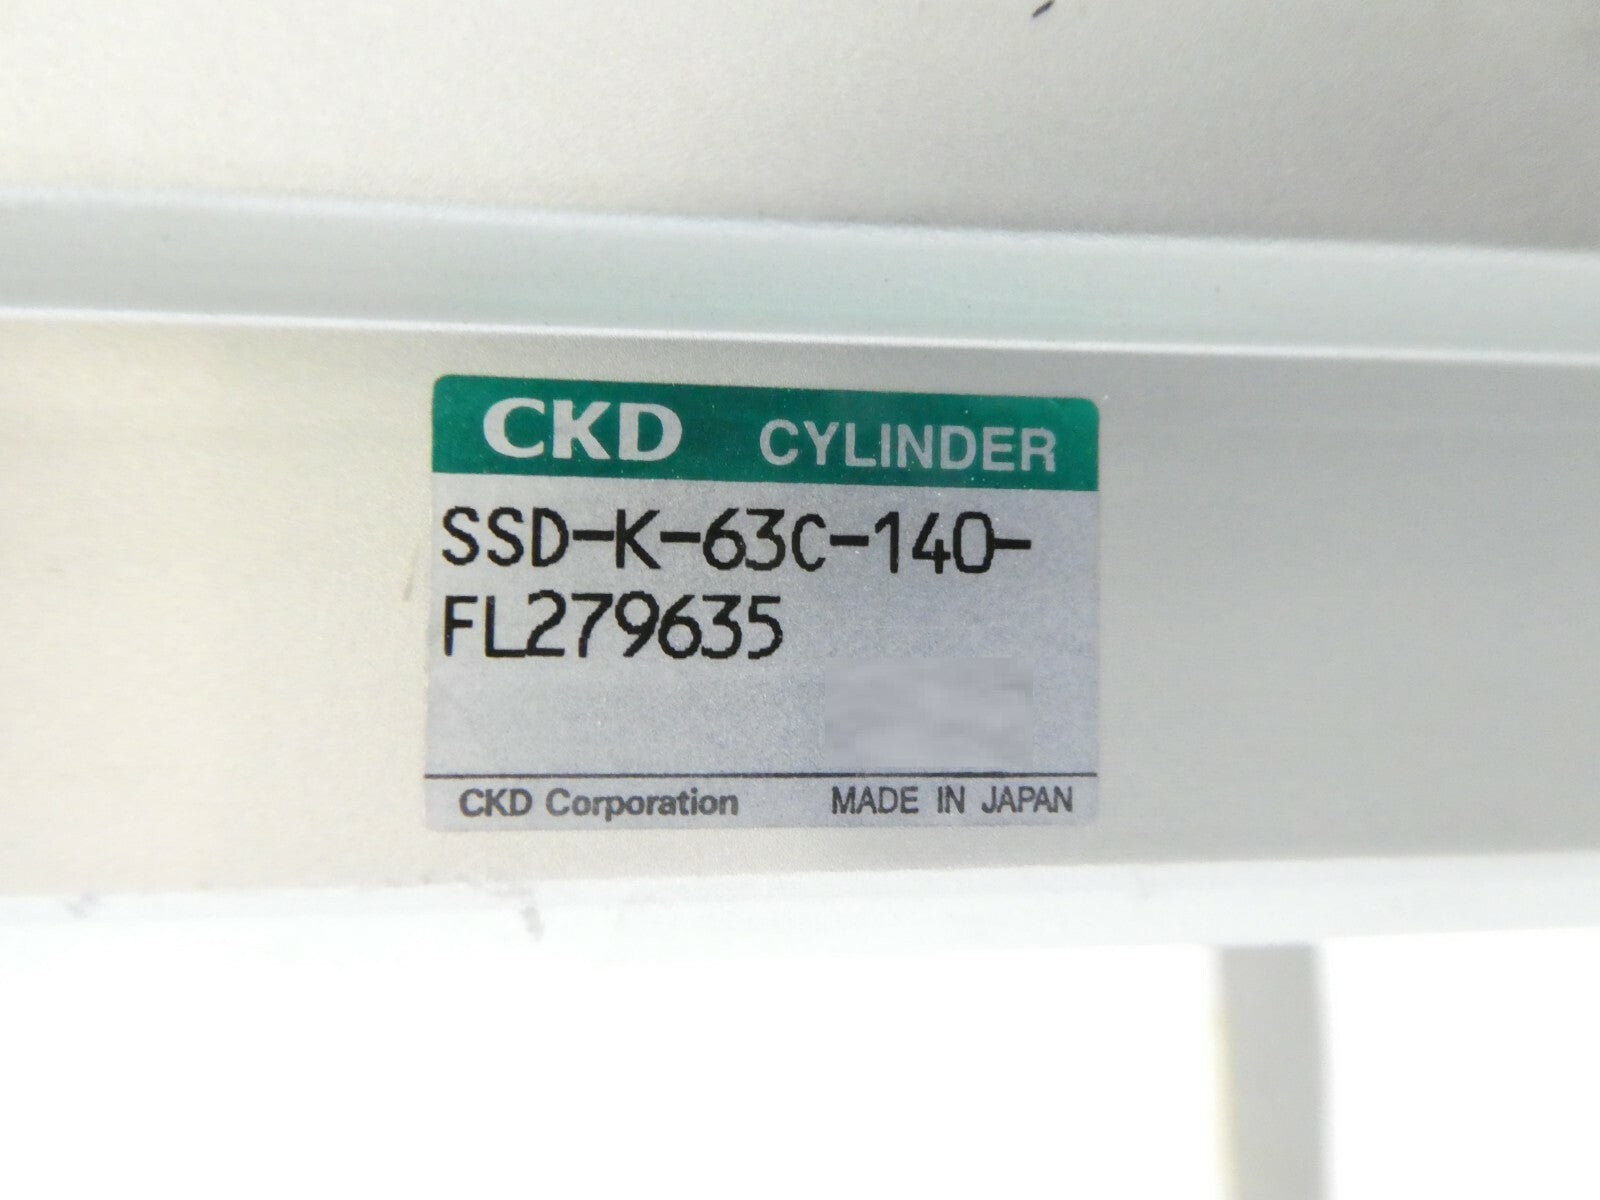 CKD CYLINDER
SSD-K-63C-140-
FL279635
CKD Corporation MADE IN JAPAN